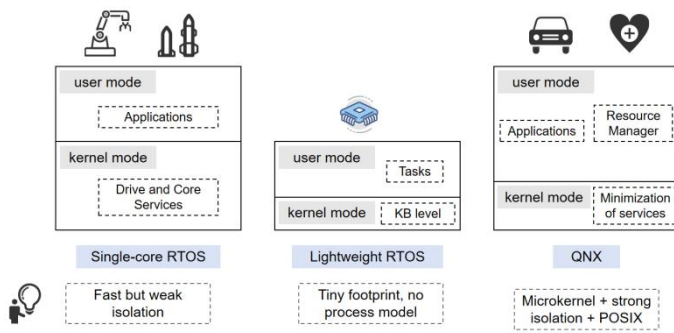 user mode
Applications
kernel mode
Drive and Core
Services
Single-core RTOS
Fast but weak
isolation
user mode
Tasks
kernel mode
KB level
Lightweight RTOS
Tiny footprint, no
process model
user mode
Applications
Resource
Manager
kernel mode
Minimization
of services
QNX
Microkernel + strong
isolation + POSIX